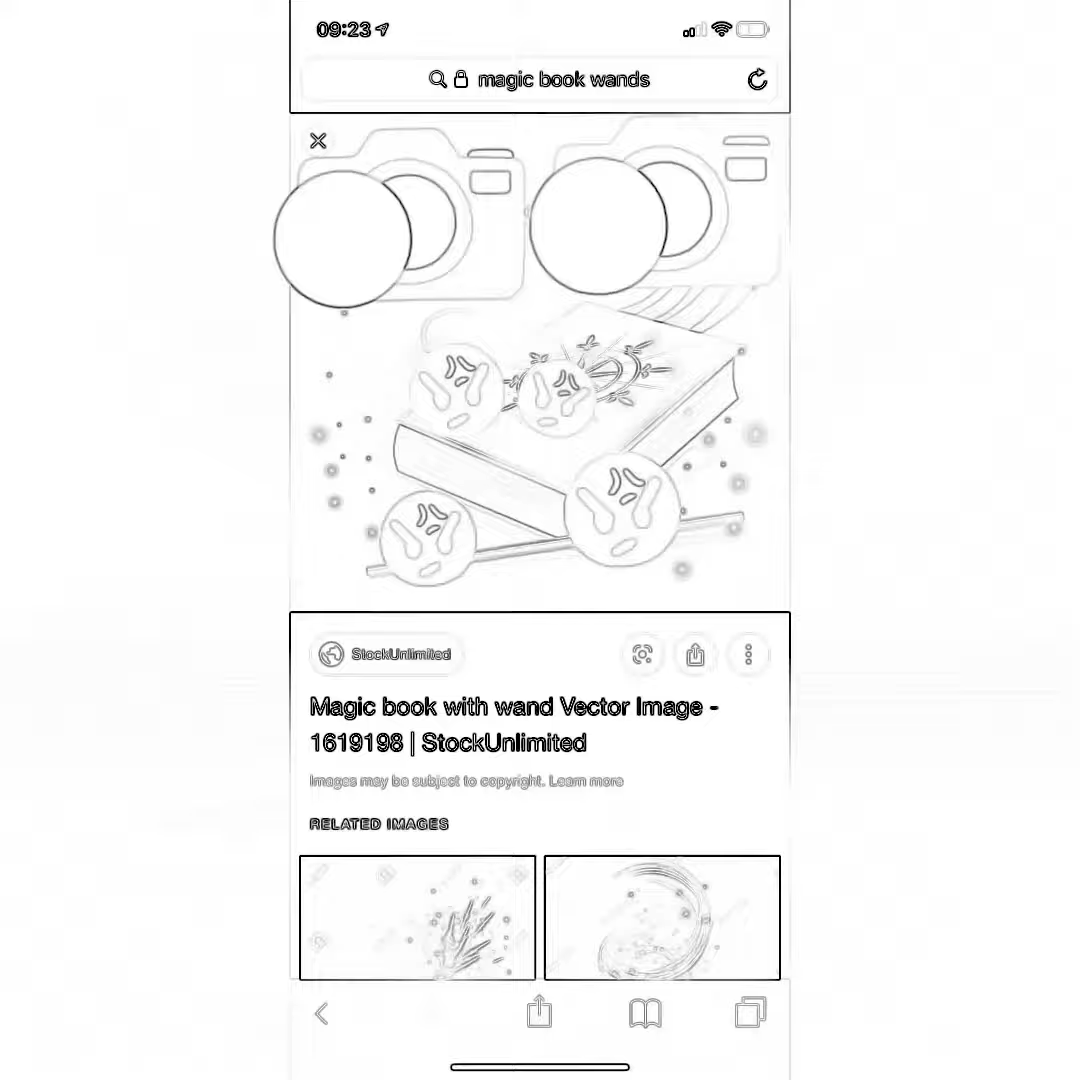 09:23
magic book wands
StockUnlimited
Magic book with wand Vector Image -
1619198 | StockUnlimited
Images may be subject to copyright. Learn more
RELATED IMAGES